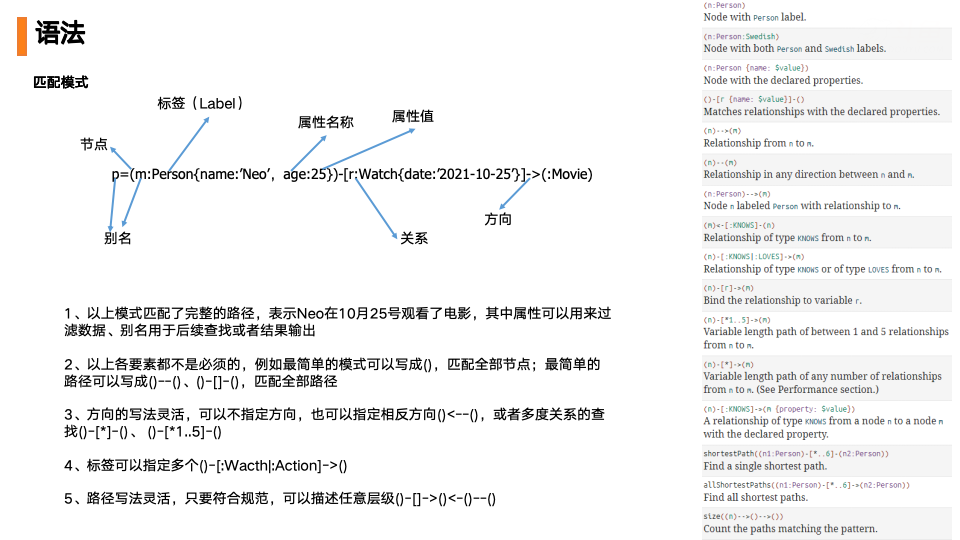 语法
匹配模式
标签（Label）
属性名称
属性值
节点
p=(m:Person{name:'Neo', age:25})-[r:Watch{date:'2021-10-25'}]->(:Movie)
别名
关系
方向
1、以上模式匹配了完整的路径，表示Neo在10月25号观看了电影，其中属性可以用来过
滤数据、别名用于后续查找或者结果输出
2、以上各要素都不是必须的，例如最简单的模式可以写成()，匹配全部节点；最简单的
路径可以写成()--()、()-[]-()，匹配全部路径
3、方向的写法灵活，可以不指定方向，也可以指定相反方向()<--()，或者多度关系的查
找()-[*]-()、 ()-[*1..5]-()
4、标签可以指定多个()-[:Wacth|:Action]->()
5、路径写法灵活，只要符合规范，可以描述任意层级()-[]->()<-()--()
(n:Person)
Node with Person label.
(n:Person:Swedish)
Node with both Person and Swedish labels.
(n:Person {name: $value})
Node with the declared properties.
()-[r {name: $value}]-()
Matches relationships with the declared properties.
(n)-->(m)
Relationship from n to m.
(n)--(m)
Relationship in any direction between n and m.
(n:Person)-->(m)
Node n labeled Person with relationship to m.
(m)<-[:KNOWS]-(n)
Relationship of type KNOWS from n to m.
(n)-[:KNOWS|:LOVES]->(m)
Relationship of type KNOWS or of type LOVES from n to m.
(n)-[r]->(m)
Bind the relationship to variable r.
(n)-[*1..5]->(m)
Variable length path of between 1 and 5 relationships
from n to m.
(n)-[*]->(m)
Variable length path of any number of relationships
from n to m. (See Performance section.)
(n)-[:KNOWS]->(m {property: $value})
A relationship of type KNOWS from a node n to a node m
with the declared property.
shortestPath((n1:Person)-[*..6]-(n2:Person))
Find a single shortest path.
allShortestPaths((n1:Person)-[*..6]->(n2:Person))
Find all shortest paths.
size((n)-->()-->())
Count the paths matching the pattern.